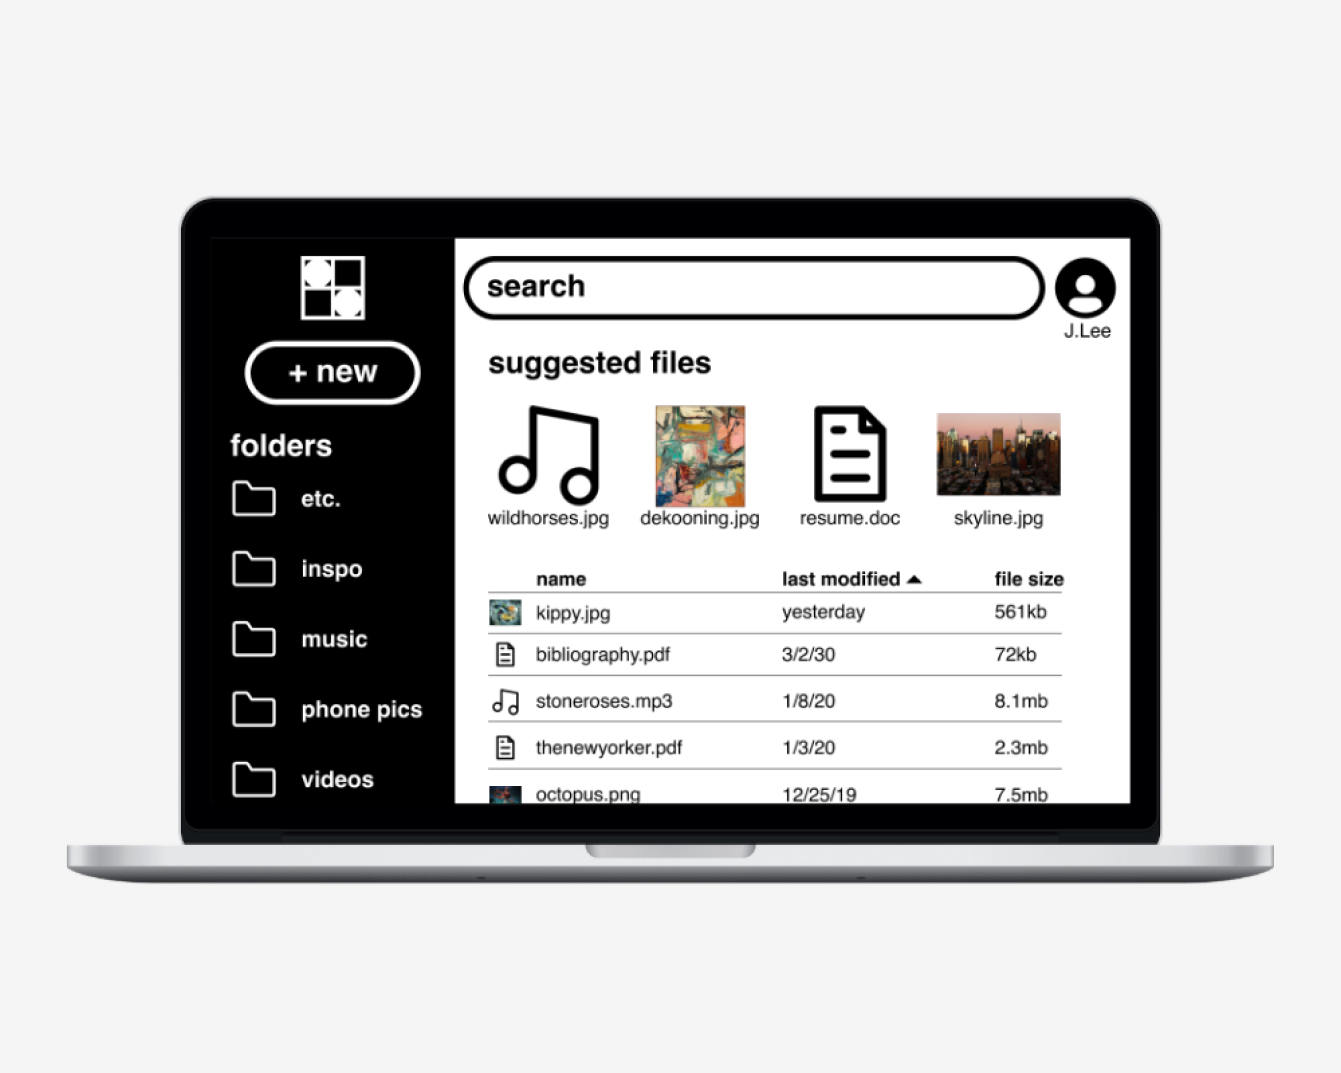 + new
folders
etc.
inspo
music
phone pics
videos
search
J.Lee
suggested files
wildhorses.jpg dekooning.jpg resume.doc skyline.jpg
name last modified file size
kippy.jpg yesterday 561kb
bibliography.pdf 3/2/30 72kb
stoneroses.mp3 1/8/20 8.1mb
thenewyorker.pdf 1/3/20 2.3mb
octopus.png 12/25/19 7.5mb